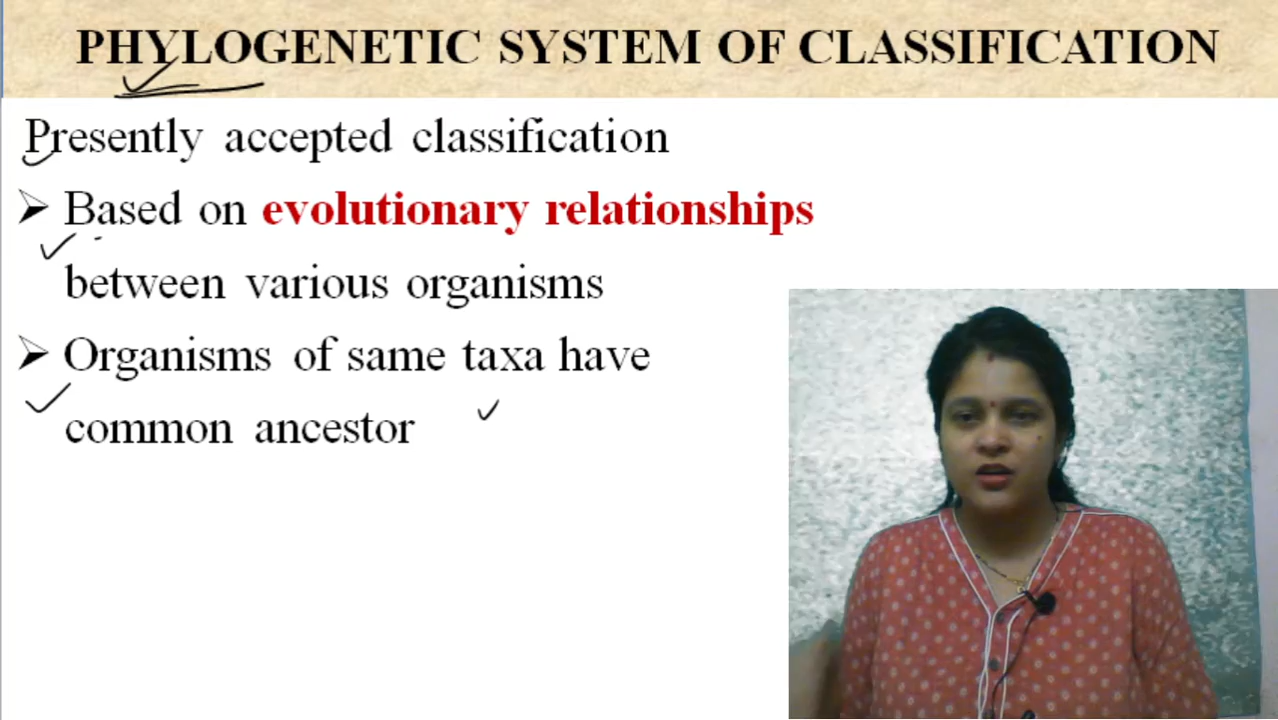 PHYLOGENETIC SYSTEM OF CLASSIFICATION
Presently accepted classification
➢ Based on evolutionary relationships
between various organisms
➢ Organisms of same taxa have
common ancestor